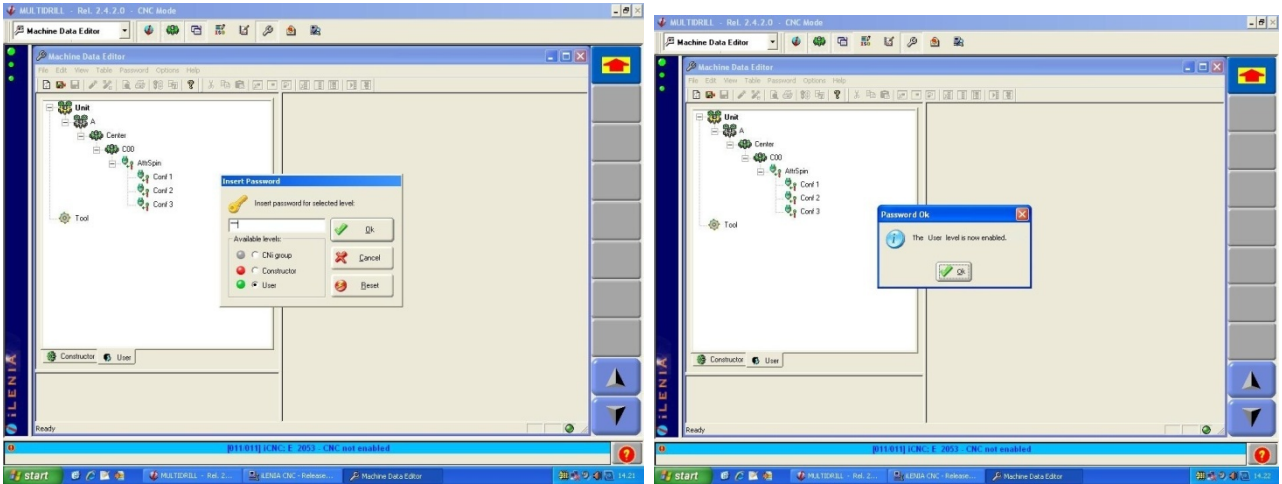 MULTIDRILL - Rel. 2.4.2.0 - CNC Mode
Machine Data Editor
Machine Data Editor
File Edit View Table Password Options Help
Unit
A
Center
C00
AttrSpin
Conf 1
Conf 2
Conf 3
Tool
Insert Password
Insert password for selected level:
Ok
Available levels:
CNi group
Cancel
Constructor
User
Reset
Constructor User
iLENIA
Ready
[011:011] iCNC: E 2053 - CNC not enabled
start MULTIDRILL - Rel. 2... iLENIA CNC - Release... Machine Data Editor 14.21
MULTIDRILL - Rel. 2.4.2.0 - CNC Mode
Machine Data Editor
Machine Data Editor
File Edit View Table Password Options Help
Unit
A
Center
C00
AttrSpin
Conf 1
Conf 2
Conf 3
Tool
Password Ok
The User level is now enabled.
Ok
Constructor User
iLENIA
Ready
[011:011] iCNC: E 2053 - CNC not enabled
start MULTIDRILL - Rel. 2... iLENIA CNC - Release... Machine Data Editor 14.22